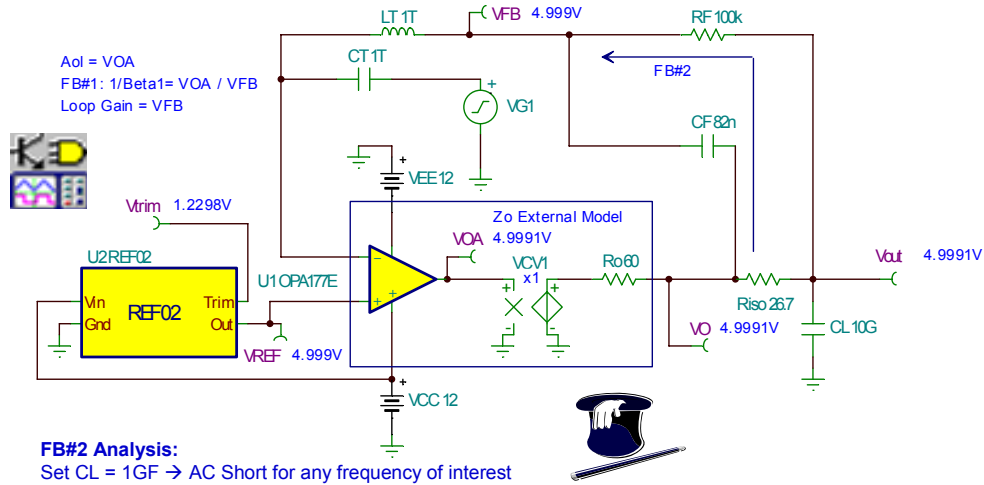 LT 1T
VFB 4.999V
RF 100k
Aol = VOA
FB#1: 1/Beta1= VOA / VFB
Loop Gain = VFB
CT 1T
VG1
FB#2
CF 82n
VEE 12
Vtrim 1.2298V
U2 REF02
Vin
Gnd
REF02
Trim
Out
VREF 4.999V
U1 OPA177E
Zo External Model
VOA 4.9991V
VCV1
x1
Ro 60
Riso 26.7
Vout 4.9991V
VO 4.9991V
CL 10G
VCC 12
FB#2 Analysis:
Set CL = 1GF → AC Short for any frequency of interest